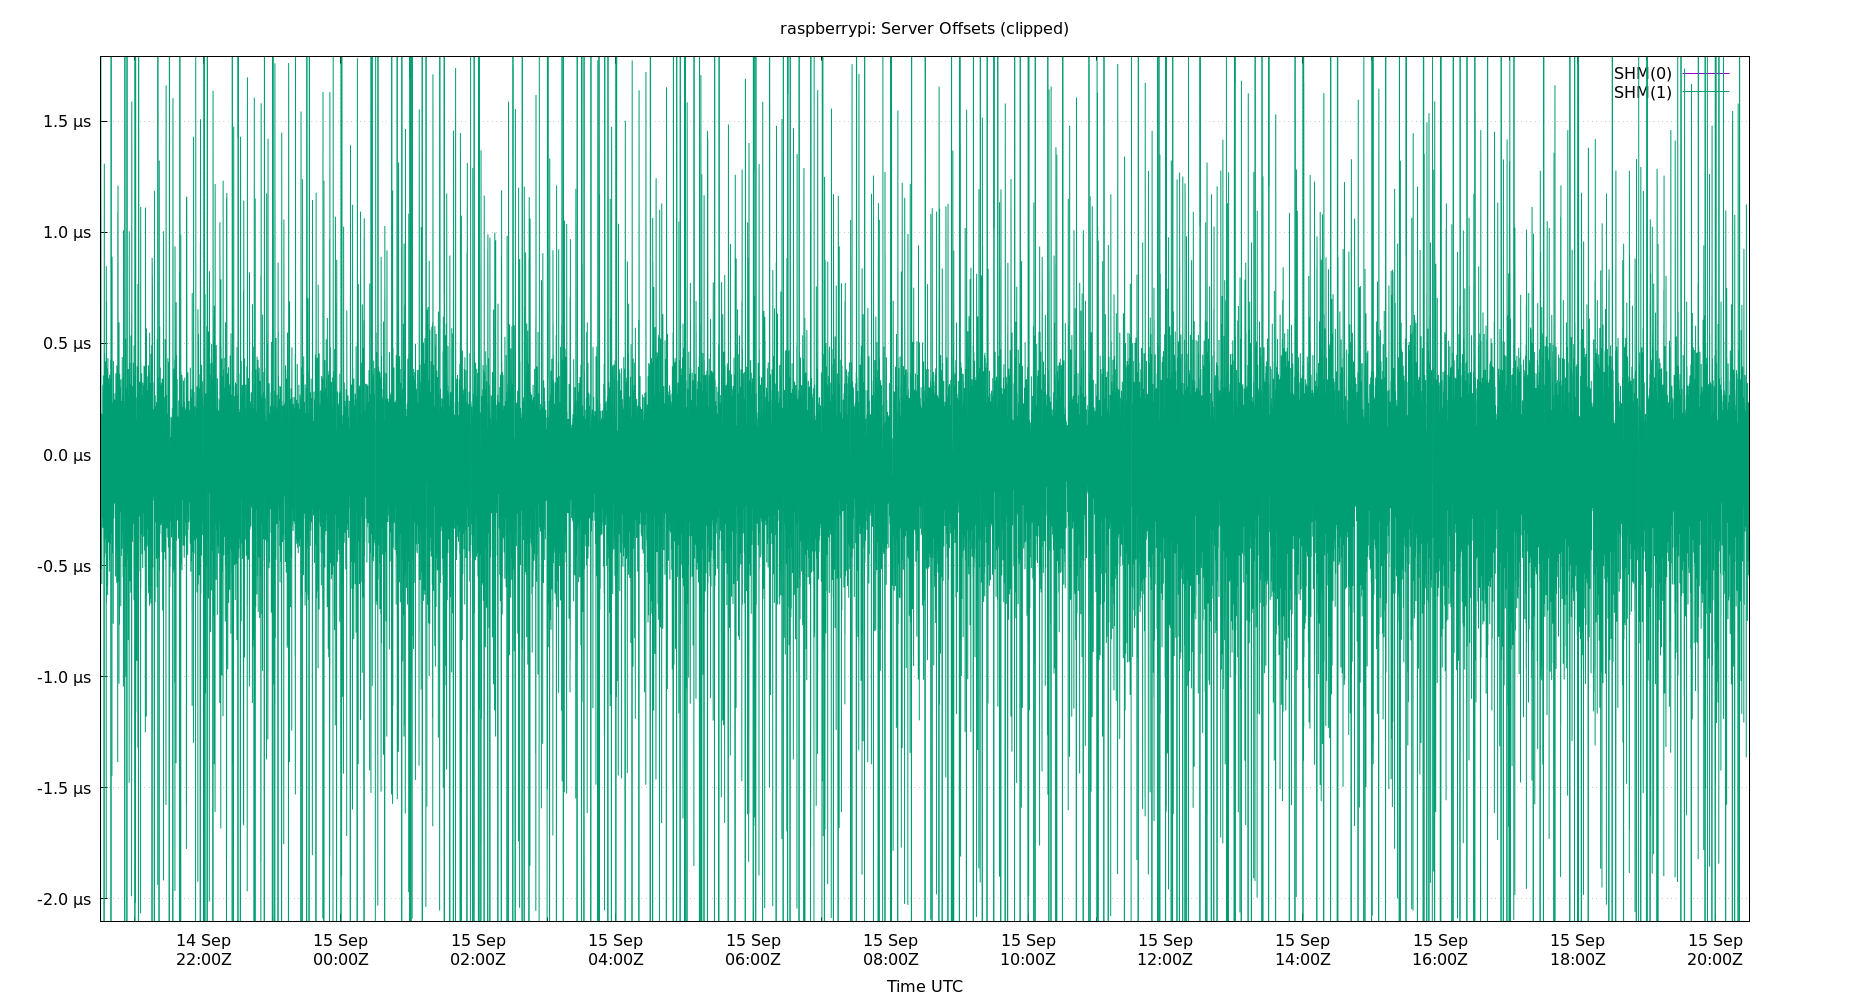 raspberrypi: Server Offsets (clipped)
SHM(0)
SHM(1)
1.5 µs
1.0 µs
0.5 µs
0.0 µs
-0.5 µs
-1.0 µs
-1.5 µs
-2.0 µs
14 Sep 15 Sep 15 Sep 15 Sep 15 Sep 15 Sep 15 Sep 15 Sep 15 Sep 15 Sep 15 Sep 15 Sep
22:00Z 00:00Z 02:00Z 04:00Z 06:00Z 08:00Z 10:00Z 12:00Z 14:00Z 16:00Z 18:00Z 20:00Z
Time UTC